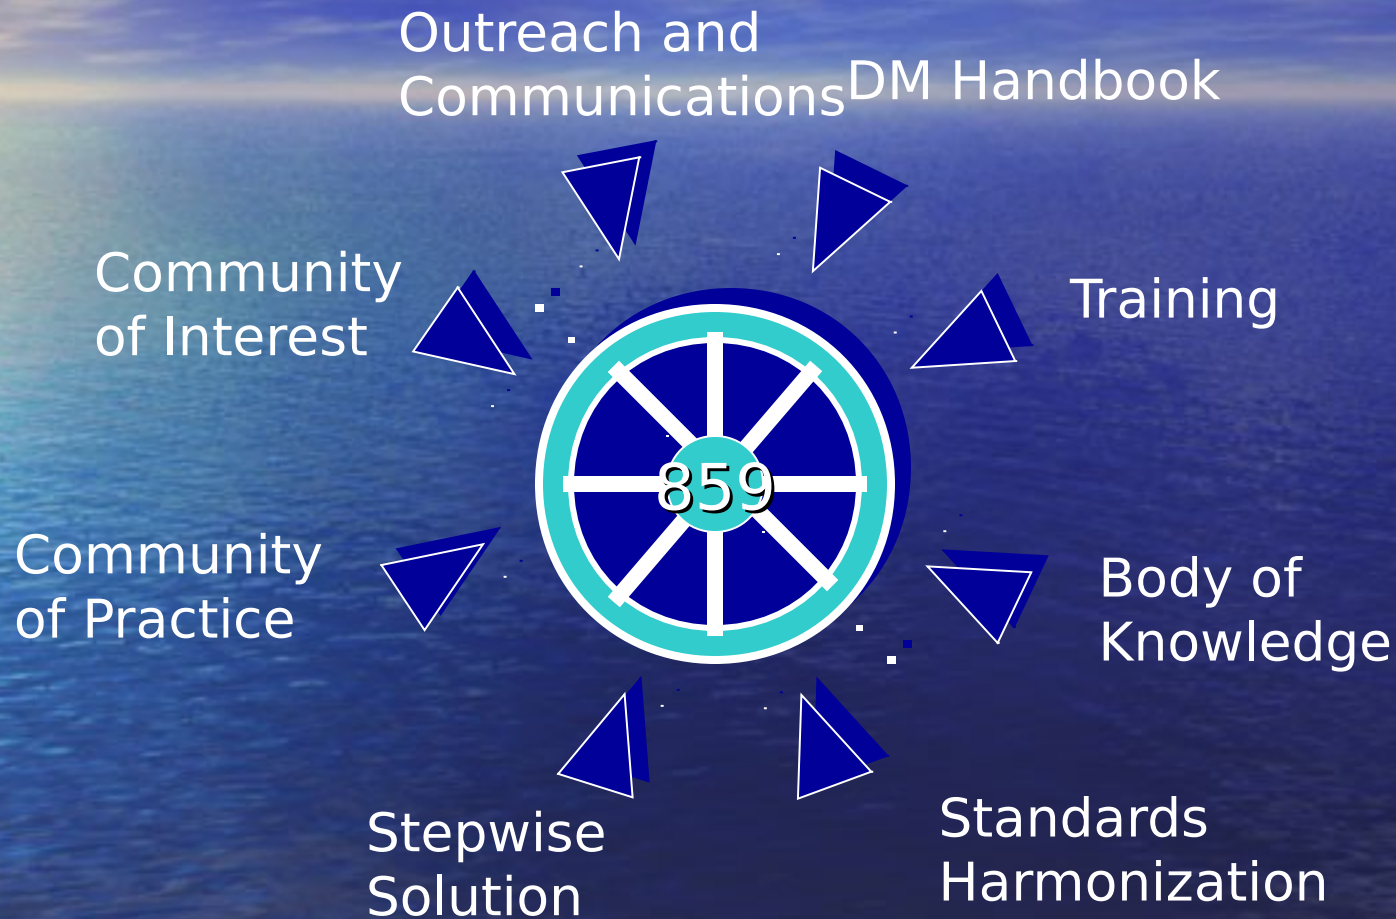 Outreach and
Communications
DM Handbook
Community
of Interest
Training
859
Community
of Practice
Body of
Knowledge
Stepwise
Solution
Standards
Harmonization